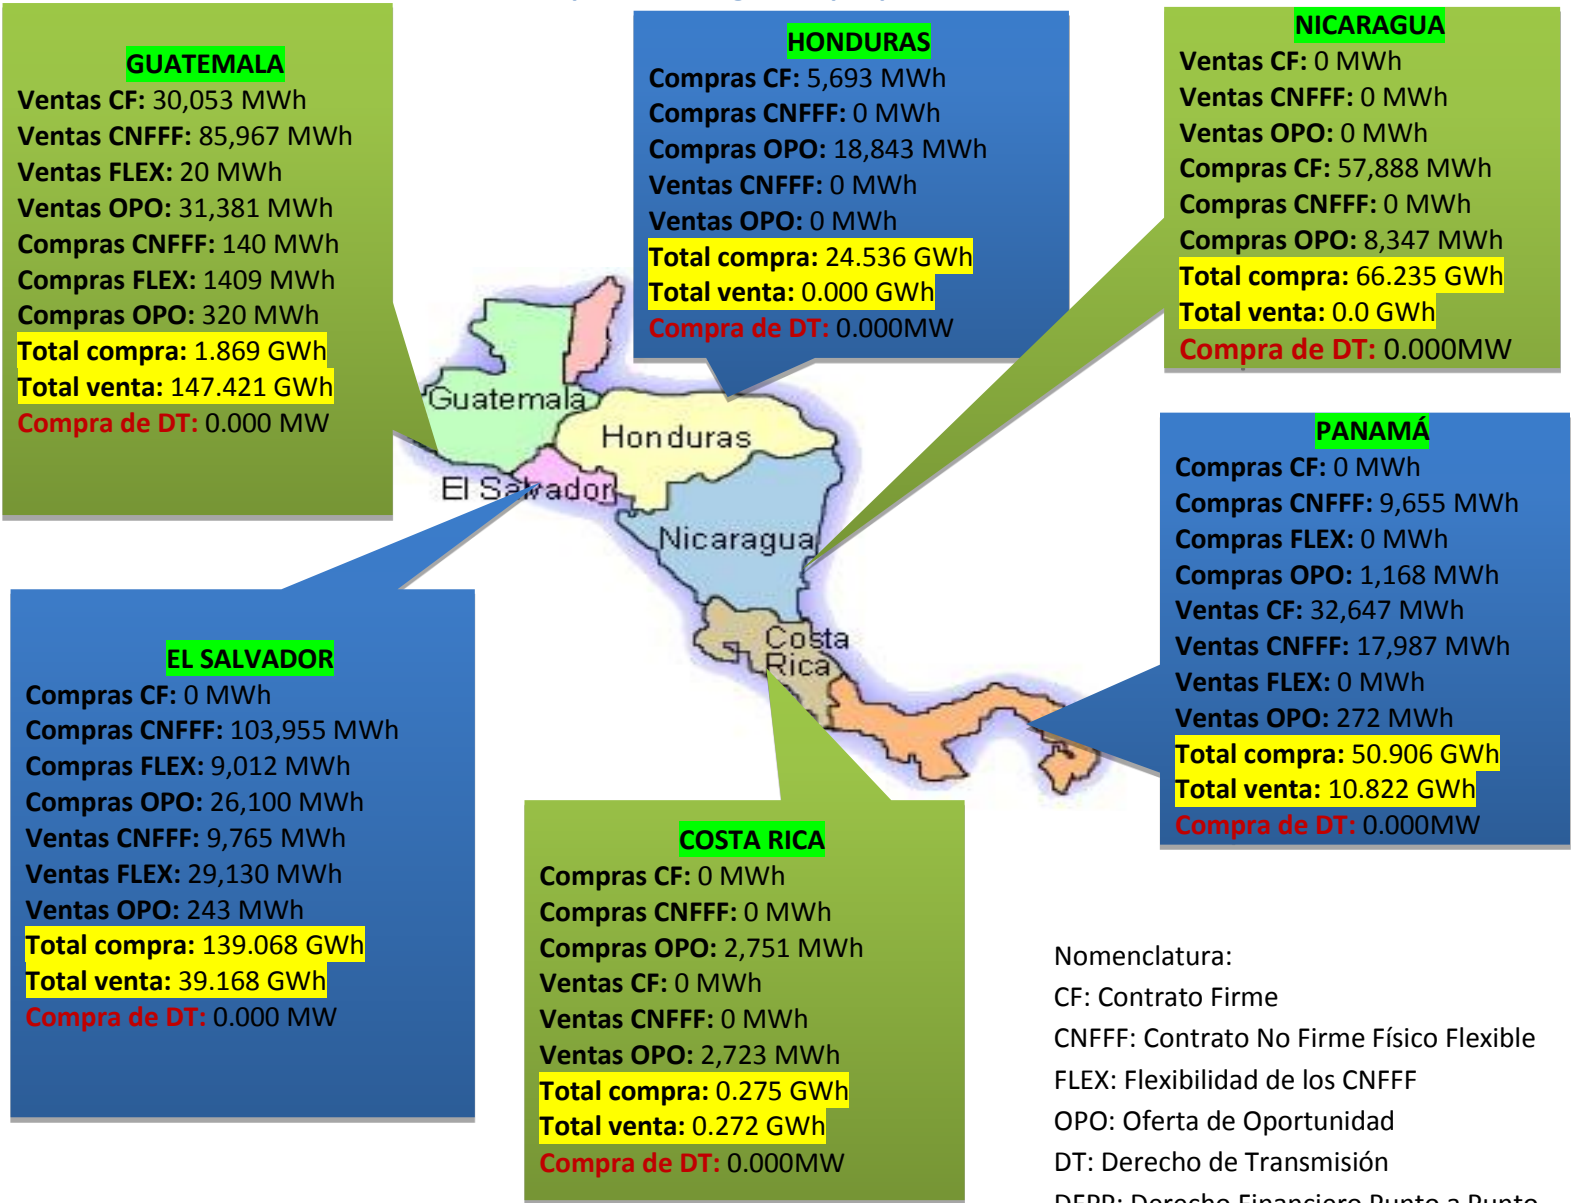 GUATEMALA
Ventas CF: 30,053 MWh
Ventas CNFFF: 85,967 MWh
Ventas FLEX: 20 MWh
Ventas OPO: 31,381 MWh
Compras CNFFF: 140 MWh
Compras FLEX: 1409 MWh
Compras OPO: 320 MWh
Total compra: 1.869 GWh
Total venta: 147.421 GWh
Compra de DT: 0.000 MW
HONDURAS
Compras CF: 5,693 MWh
Compras CNFFF: 0 MWh
Compras OPO: 18,843 MWh
Ventas CNFFF: 0 MWh
Ventas OPO: 0 MWh
Total compra: 24.536 GWh
Total venta: 0.000 GWh
Compra de DT: 0.000MW
NICARAGUA
Ventas CF: 0 MWh
Ventas CNFFF: 0 MWh
Ventas OPO: 0 MWh
Compras CF: 57,888 MWh
Compras CNFFF: 0 MWh
Compras OPO: 8,347 MWh
Total compra: 66.235 GWh
Total venta: 0.0 GWh
Compra de DT: 0.000MW
Guatemala
Honduras
El Salvador
Nicaragua
Costa
Rica
PANAMÁ
Compras CF: 0 MWh
Compras CNFFF: 9,655 MWh
Compras FLEX: 0 MWh
Compras OPO: 1,168 MWh
Ventas CF: 32,647 MWh
Ventas CNFFF: 17,987 MWh
Ventas FLEX: 0 MWh
Ventas OPO: 272 MWh
Total compra: 50.906 GWh
Total venta: 10.822 GWh
Compra de DT: 0.000MW
EL SALVADOR
Compras CF: 0 MWh
Compras CNFFF: 103,955 MWh
Compras FLEX: 9,012 MWh
Compras OPO: 26,100 MWh
Ventas CNFFF: 9,765 MWh
Ventas FLEX: 29,130 MWh
Ventas OPO: 243 MWh
Total compra: 139.068 GWh
Total venta: 39.168 GWh
Compra de DT: 0.000 MW
COSTA RICA
Compras CF: 0 MWh
Compras CNFFF: 0 MWh
Compras OPO: 2,751 MWh
Ventas CF: 0 MWh
Ventas CNFFF: 0 MWh
Ventas OPO: 2,723 MWh
Total compra: 0.275 GWh
Total venta: 0.272 GWh
Compra de DT: 0.000MW
Nomenclatura:
CF: Contrato Firme
CNFFF: Contrato No Firme Físico Flexible
FLEX: Flexibilidad de los CNFFF
OPO: Oferta de Oportunidad
DT: Derecho de Transmisión
DFPP: Derecho Financiero Punto a Punto